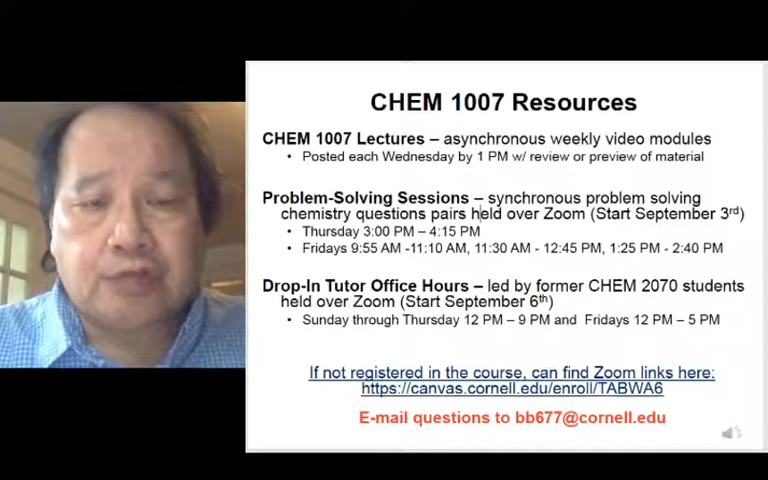 CHEM 1007 Resources
CHEM 1007 Lectures – asynchronous weekly video modules
• Posted each Wednesday by 1 PM w/ review or preview of material
Problem-Solving Sessions – synchronous problem solving
chemistry questions pairs held over Zoom (Start September 3rd)
• Thursday 3:00 PM – 4:15 PM
• Fridays 9:55 AM -11:10 AM, 11:30 AM - 12:45 PM, 1:25 PM - 2:40 PM
Drop-In Tutor Office Hours – led by former CHEM 2070 students
held over Zoom (Start September 6th)
• Sunday through Thursday 12 PM – 9 PM and Fridays 12 PM – 5 PM
If not registered in the course, can find Zoom links here:
https://canvas.cornell.edu/enroll/TABWA6
E-mail questions to bb677@cornell.edu